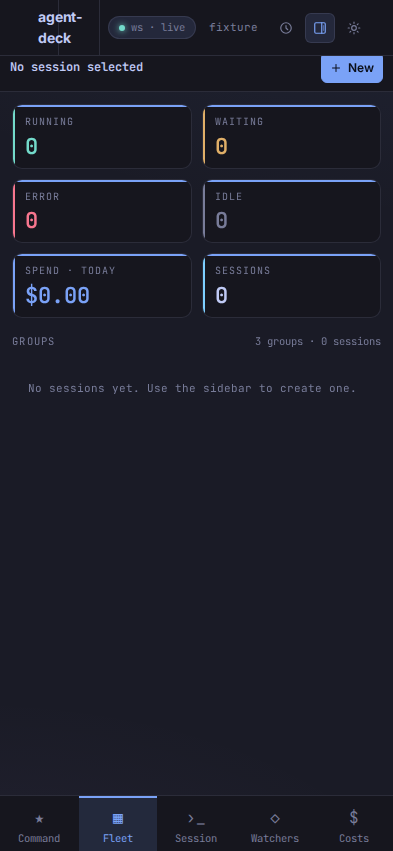 agent-
deck
ws · live
fixture
No session selected
+ New
RUNNING
0
WAITING
0
ERROR
0
IDLE
0
SPEND · TODAY
$0.00
SESSIONS
0
GROUPS
3 groups · 0 sessions
No sessions yet. Use the sidebar to create one.
Command
Fleet
›_
Session
Watchers
$
Costs